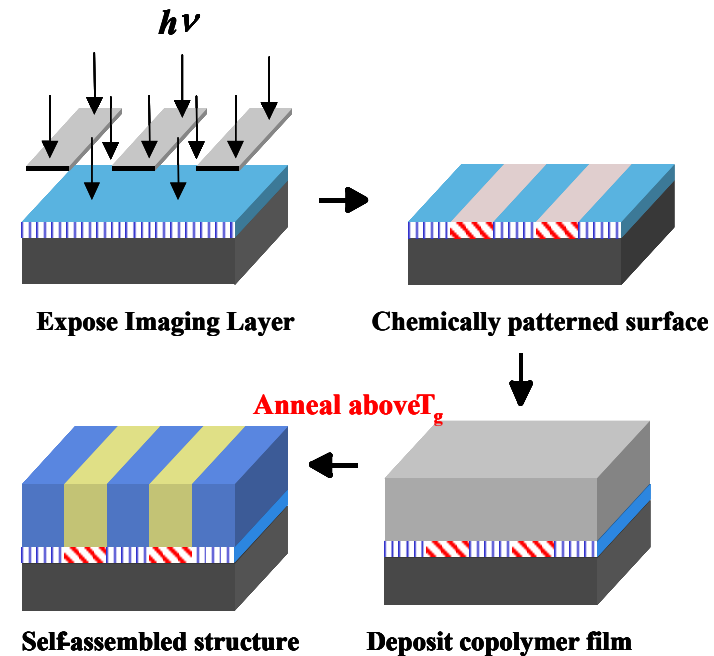 hν
Expose Imaging Layer
Chemically patterned surface
Anneal aboveTg
Self-assembled structure
Deposit copolymer film